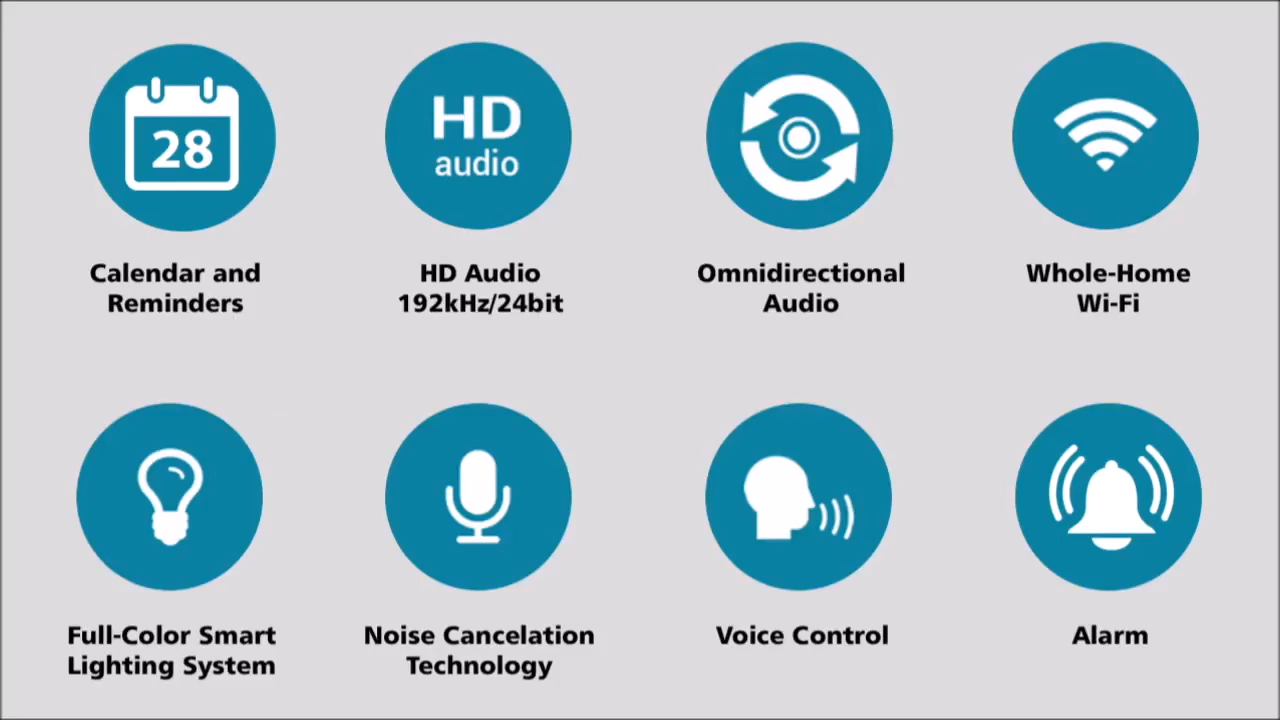 28
HD
audio
Calendar and
Reminders
HD Audio
192kHz/24bit
Omnidirectional
Audio
Whole-Home
Wi-Fi
Full-Color Smart
Lighting System
Noise Cancelation
Technology
Voice Control
Alarm